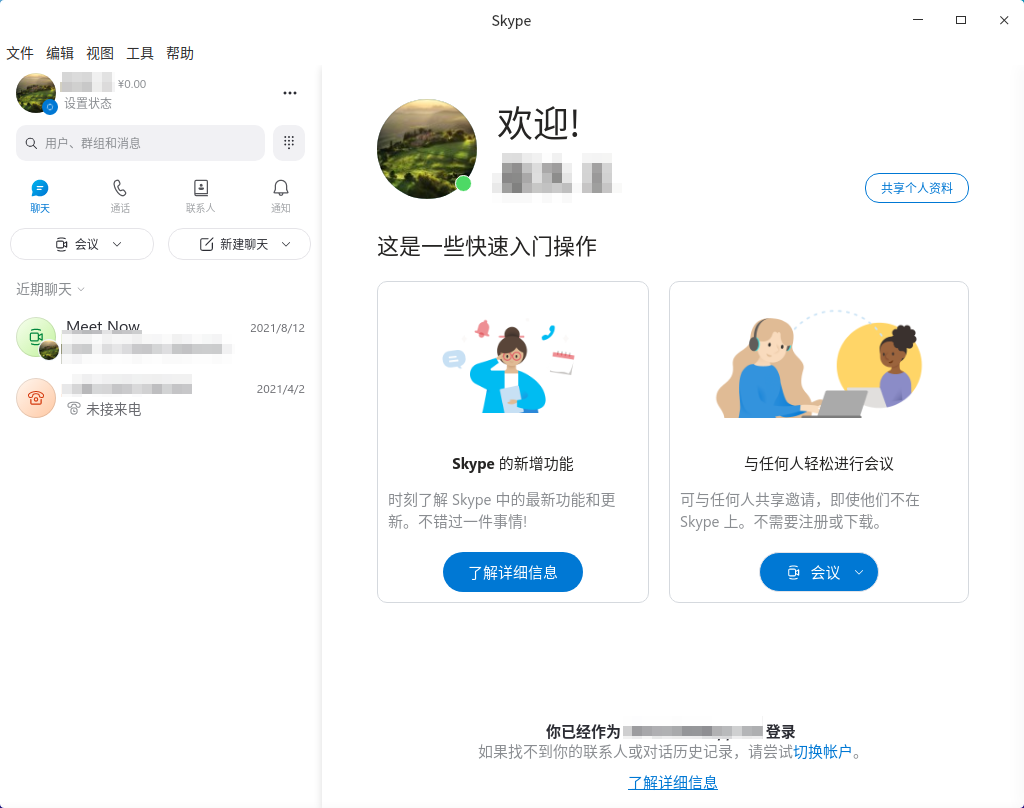 Skype
文件 编辑 视图 工具 帮助
¥0.00
设置状态
用户、群组和消息
聊天 通话 联系人 通知
会议 新建聊天
近期聊天
Meet Now 2021/8/12
2021/4/2
未接来电
欢迎!
共享个人资料
这是一些快速入门操作
Skype 的新增功能
时刻了解 Skype 中的最新功能和更
新。不错过一件事情!
了解详细信息
与任何人轻松进行会议
可与任何人共享邀请，即使他们不在
Skype 上。不需要注册或下载。
会议
你已经作为 登录
如果找不到你的联系人或对话历史记录，请尝试切换帐户。
了解详细信息